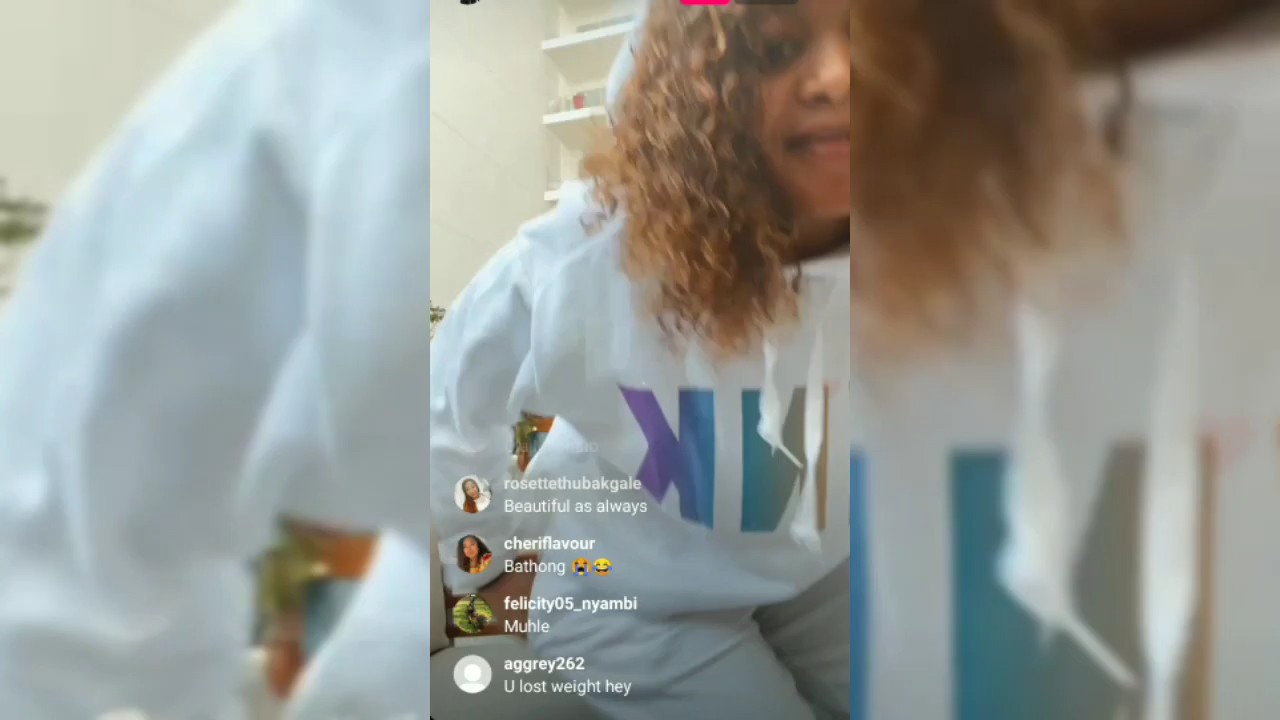 rosettethubakgale
Beautiful as always
cheriflavour
Bathong 😭😂
felicity05_nyambi
Muhle
aggrey262
U lost weight hey